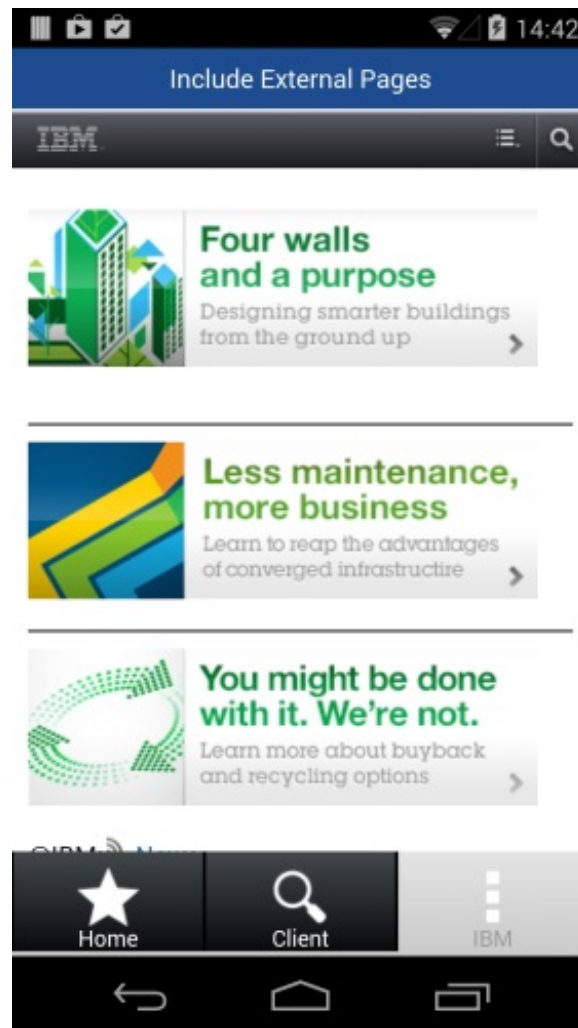 14:42
Include External Pages
IBM.
Four walls
and a purpose
Designing smarter buildings
from the ground up
Less maintenance,
more business
Learn to reap the advantages
of converged infrastructire
You might be done
with it. We're not.
Learn more about buyback
and recycling options
Home
Client
IBM